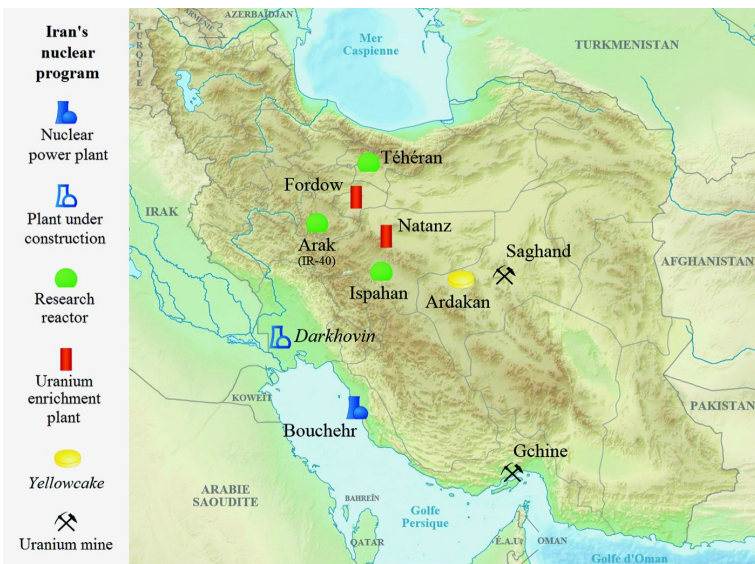 Iran's
nuclear
program
Nuclear
power plant
Plant under
construction
Research
reactor
Uranium
enrichment
plant
Yellowcake
Uranium mine
ARMÉNIE
AZERBAÏDJAN
TURQUIE
Mer
Caspienne
TURKMENISTAN
Téhéran
Fordow
IRAK
Natanz
Arak
(IR-40)
Saghand
AFGHANISTAN
Ispahan
Ardakan
Darkhovin
KOWEÏT
PAKISTAN
Bouchehr
Gchine
ARABIE
SAOUDITE
BAHREÏN
Golfe
Persique
QATAR
É.A.U.
OMAN
Golfe d'Oman